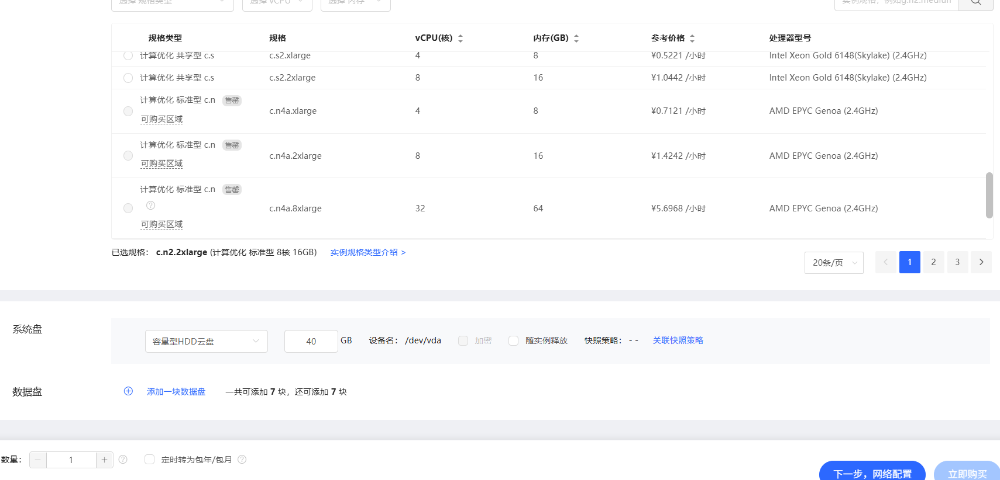 选择 规格类型
选择 vCPU
选择 内存
实例规格，例如g.n2.medium
规格类型 规格 vCPU(核) 内存(GB) 参考价格 处理器型号
计算优化 共享型 c.s c.s2.xlarge 4 8 ¥0.5221 /小时 Intel Xeon Gold 6148(Skylake) (2.4GHz)
计算优化 共享型 c.s c.s2.2xlarge 8 16 ¥1.0442 /小时 Intel Xeon Gold 6148(Skylake) (2.4GHz)
计算优化 标准型 c.n 售罄
可购买区域
c.n4a.xlarge 4 8 ¥0.7121 /小时 AMD EPYC Genoa (2.4GHz)
计算优化 标准型 c.n 售罄
可购买区域
c.n4a.2xlarge 8 16 ¥1.4242 /小时 AMD EPYC Genoa (2.4GHz)
计算优化 标准型 c.n 售罄
?
可购买区域
c.n4a.8xlarge 32 64 ¥5.6968 /小时 AMD EPYC Genoa (2.4GHz)
已选规格： c.n2.2xlarge (计算优化 标准型 8核 16GB) 实例规格类型介绍 >
20条/页 < 1 2 3 >
系统盘
容量型HDD云盘 40 GB 设备名： /dev/vda 加密 随实例释放 快照策略： - - 关联快照策略
数据盘
添加一块数据盘 一共可添加 7 块，还可添加 7 块
数量： − 1 + ? 定时转为包年/包月 ?
下一步，网络配置 立即购买